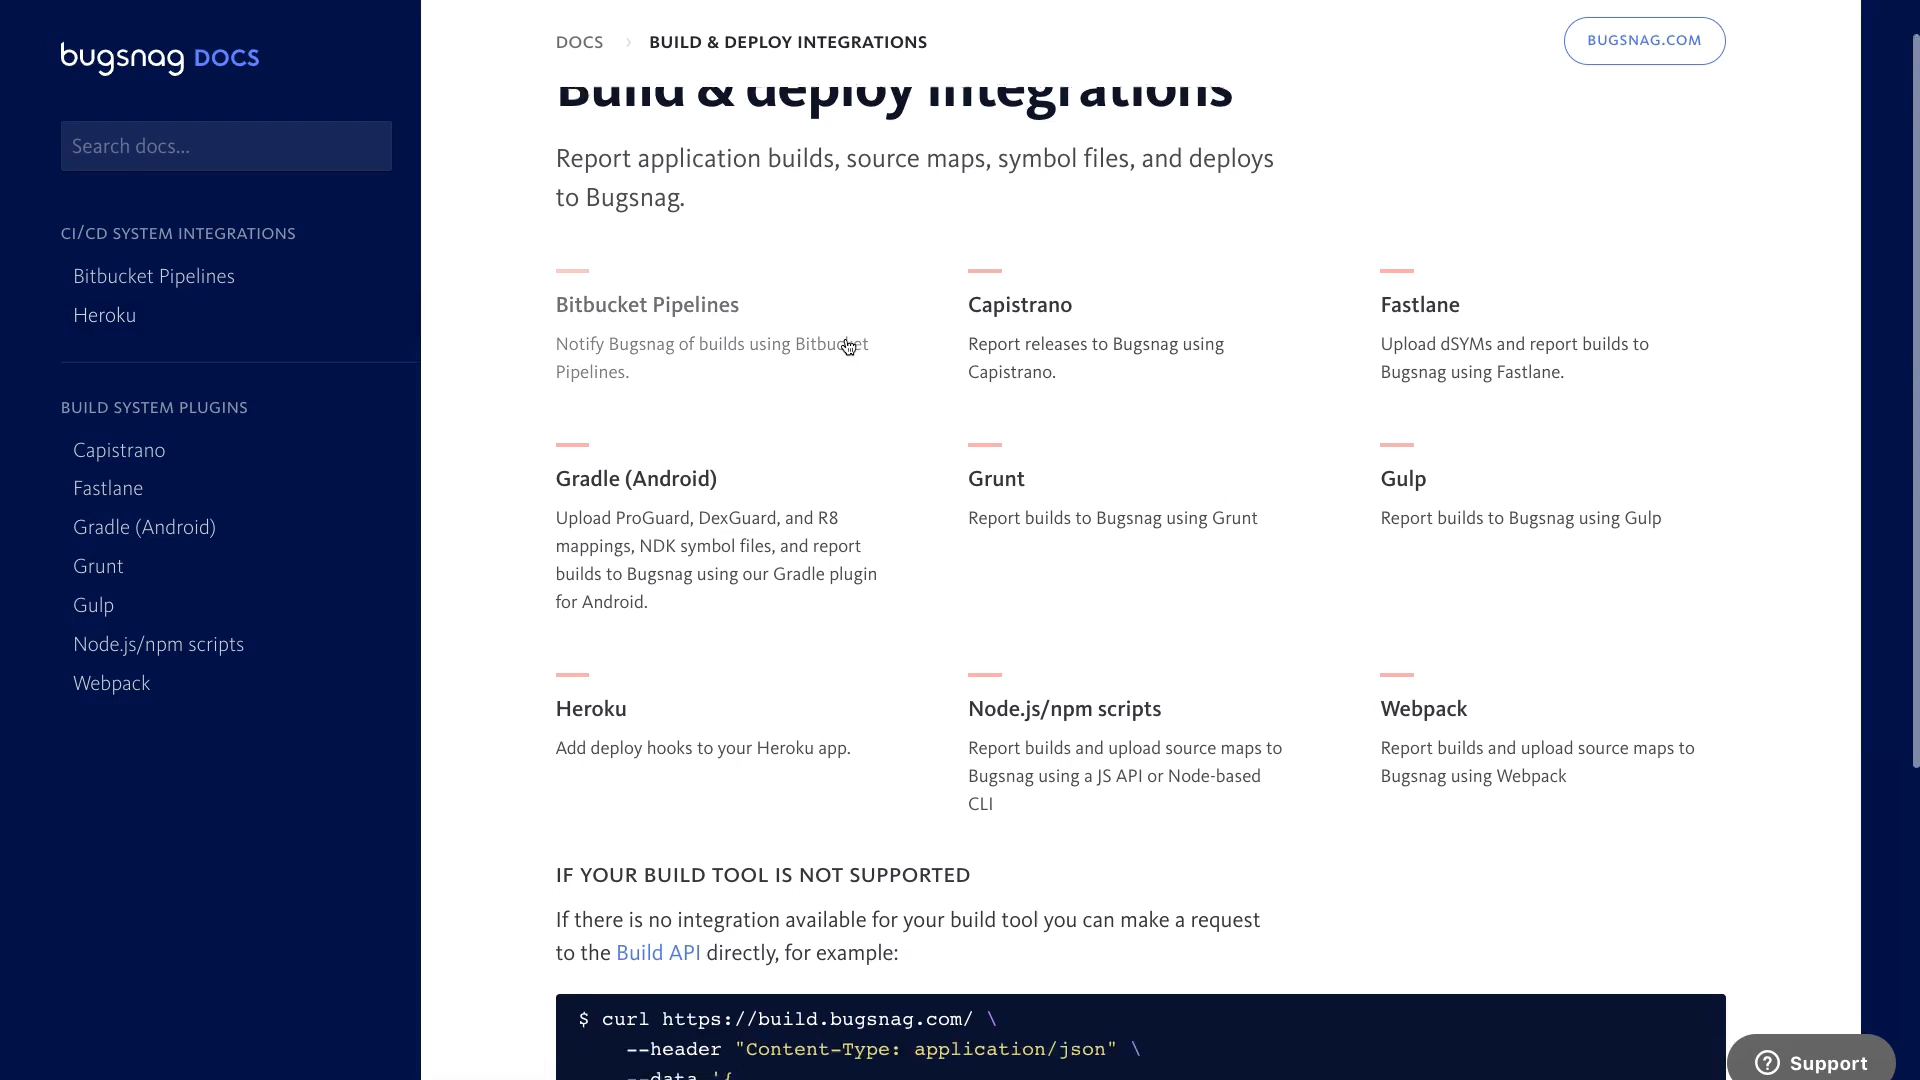 bugsnag DOCS
Search docs...
CI/CD SYSTEM INTEGRATIONS
Bitbucket Pipelines
Heroku
BUILD SYSTEM PLUGINS
Capistrano
Fastlane
Gradle (Android)
Grunt
Gulp
Node.js/npm scripts
Webpack
DOCS › BUILD & DEPLOY INTEGRATIONS
BUGSNAG.COM
Build & deploy integrations
Report application builds, source maps, symbol files, and deploys
to Bugsnag.
Bitbucket Pipelines
Notify Bugsnag of builds using Bitbucket
Pipelines.
Capistrano
Report releases to Bugsnag using
Capistrano.
Fastlane
Upload dSYMs and report builds to
Bugsnag using Fastlane.
Gradle (Android)
Upload ProGuard, DexGuard, and R8
mappings, NDK symbol files, and report
builds to Bugsnag using our Gradle plugin
for Android.
Grunt
Report builds to Bugsnag using Grunt
Gulp
Report builds to Bugsnag using Gulp
Heroku
Add deploy hooks to your Heroku app.
Node.js/npm scripts
Report builds and upload source maps to
Bugsnag using a JS API or Node-based
CLI
Webpack
Report builds and upload source maps to
Bugsnag using Webpack
IF YOUR BUILD TOOL IS NOT SUPPORTED
If there is no integration available for your build tool you can make a request
to the Build API directly, for example:
$ curl https://build.bugsnag.com/ \
--header "Content-Type: application/json" \
--data '{
Support